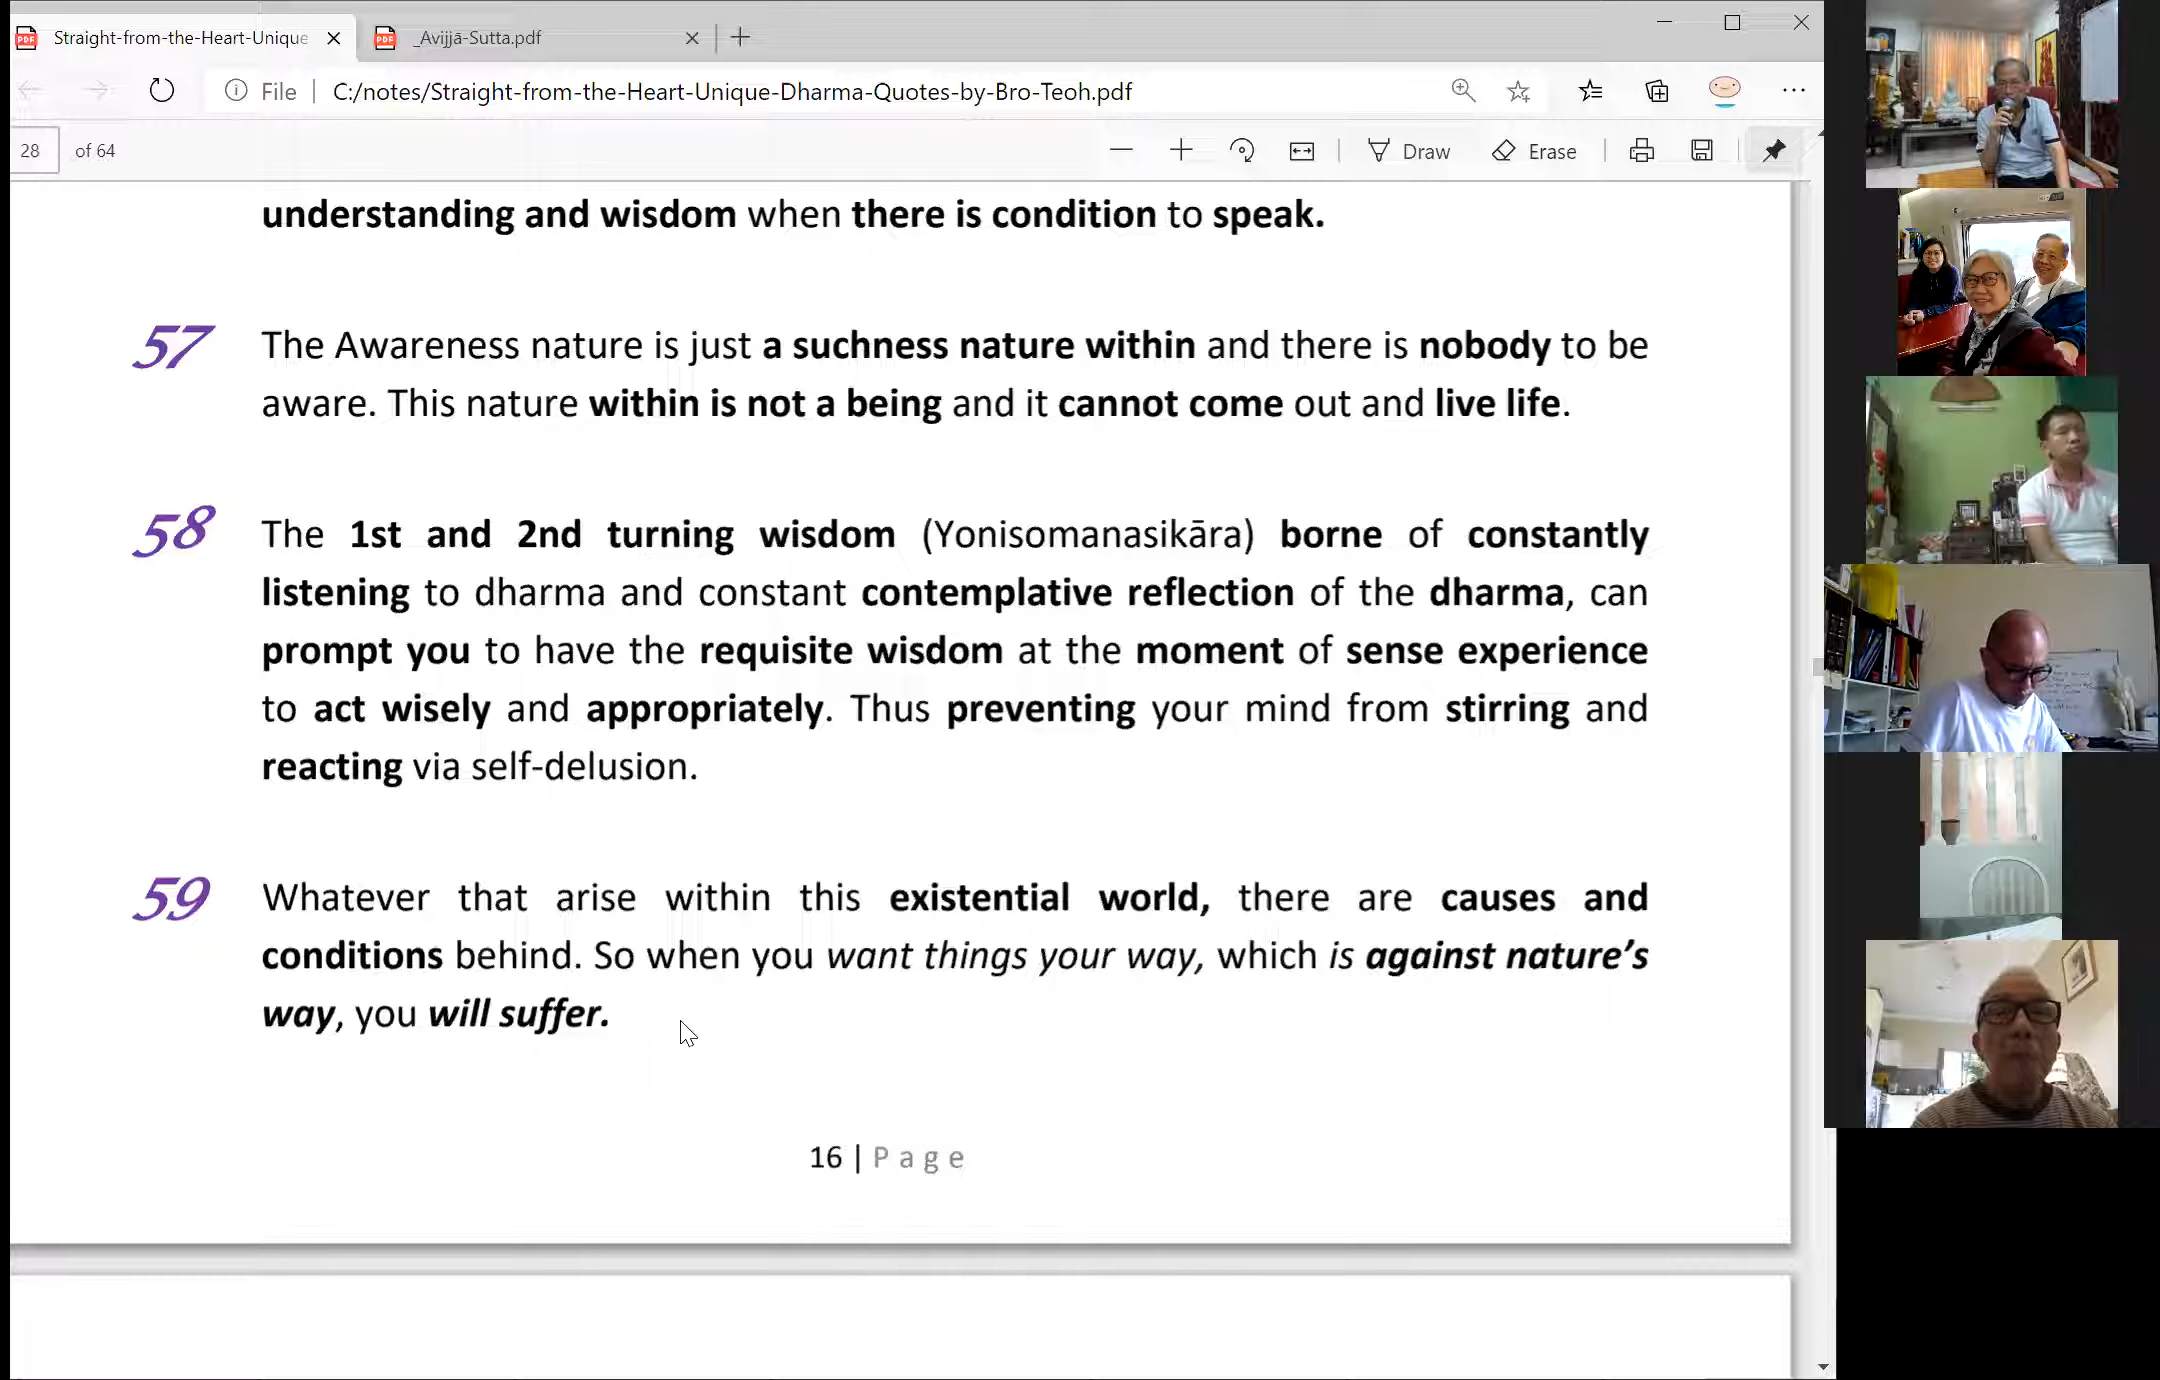 Straight-from-the-Heart-Unique
_Avijjā-Sutta.pdf
File
C:/notes/Straight-from-the-Heart-Unique-Dharma-Quotes-by-Bro-Teoh.pdf
28 of 64
Draw
Erase
understanding and wisdom when there is condition to speak.
57 The Awareness nature is just a suchness nature within and there is nobody to be
aware. This nature within is not a being and it cannot come out and live life.
58 The 1st and 2nd turning wisdom (Yonisomanasikāra) borne of constantly
listening to dharma and constant contemplative reflection of the dharma, can
prompt you to have the requisite wisdom at the moment of sense experience
to act wisely and appropriately. Thus preventing your mind from stirring and
reacting via self-delusion.
59 Whatever that arise within this existential world, there are causes and
conditions behind. So when you want things your way, which is against nature’s
way, you will suffer.
16 | Page